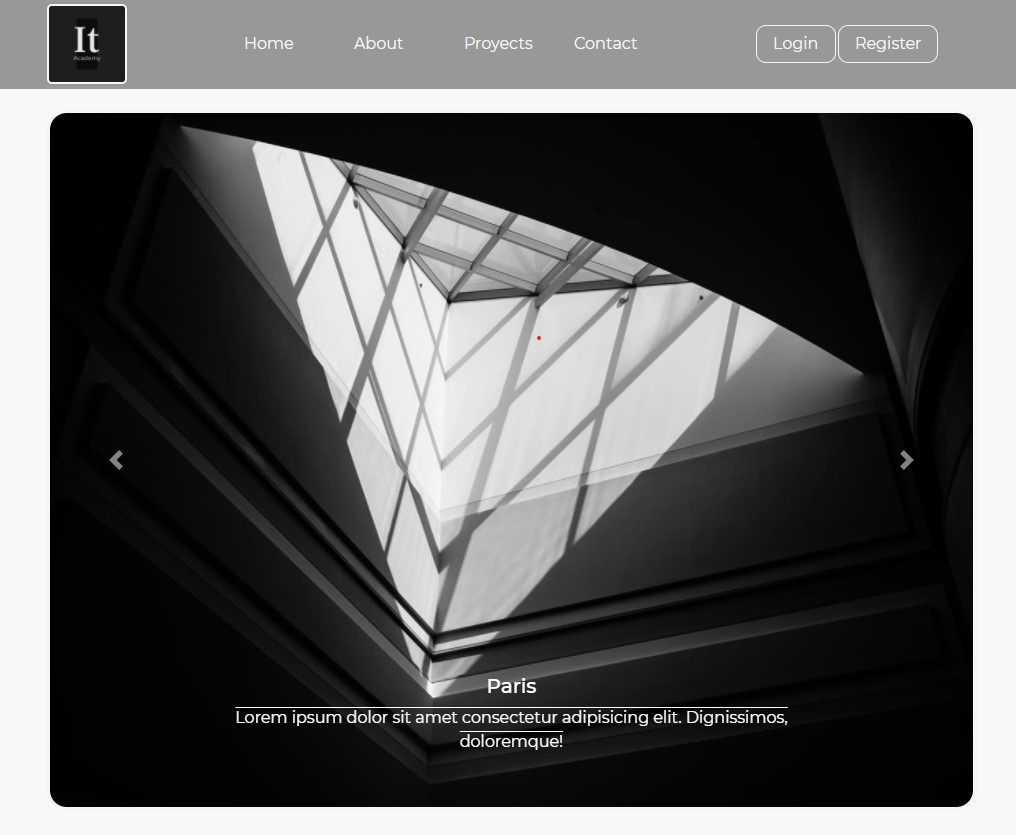 It
Academy
Home About Proyects Contact Login Register
Paris
Lorem ipsum dolor sit amet consectetur adipisicing elit. Dignissimos,
doloremque!